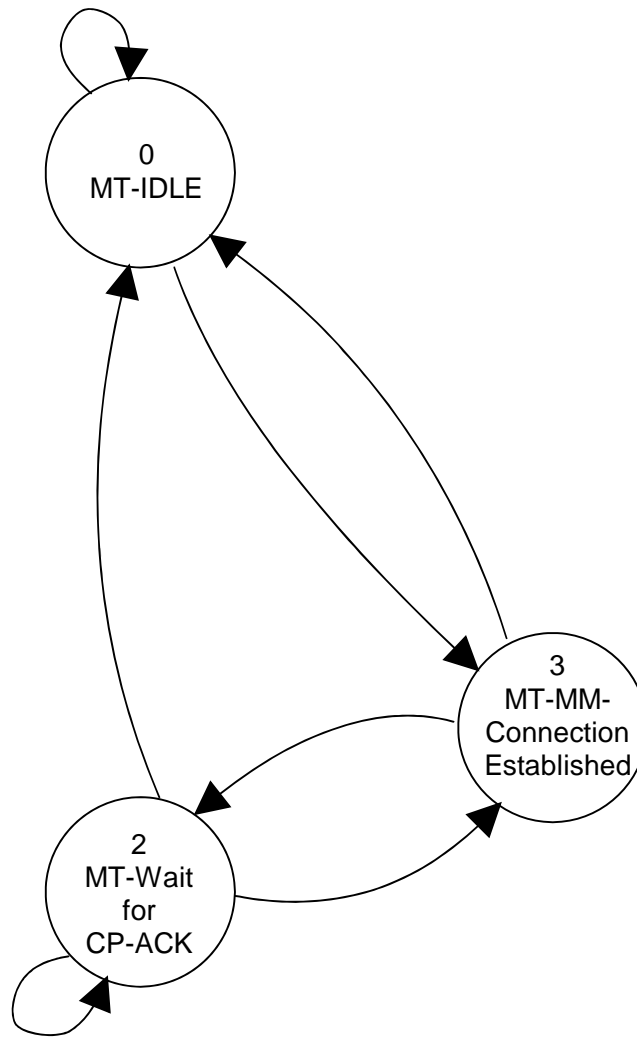 0
MT-IDLE
3
MT-MM-
Connection
Established
2
MT-Wait
for
CP-ACK